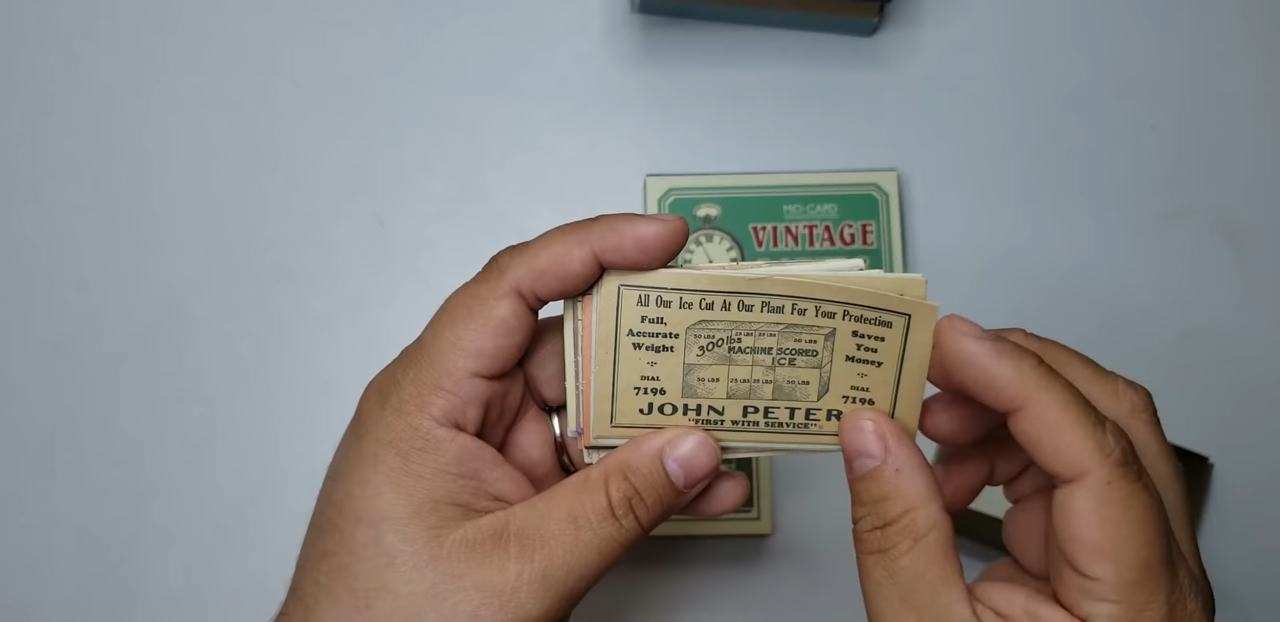 MO-CARD
VINTAGE
All Our Ice Cut At Our Plant For Your Protection
Full,
Accurate
Weight
DIAL
7196
50 LBS 25 LBS 25 LBS 50 LBS
300 lbs
MACHINE SCORED
ICE
50 LBS 25 LBS 25 LBS 50 LBS
Saves
You
Money
DIAL
7196
JOHN PETER
"FIRST WITH SERVICE"